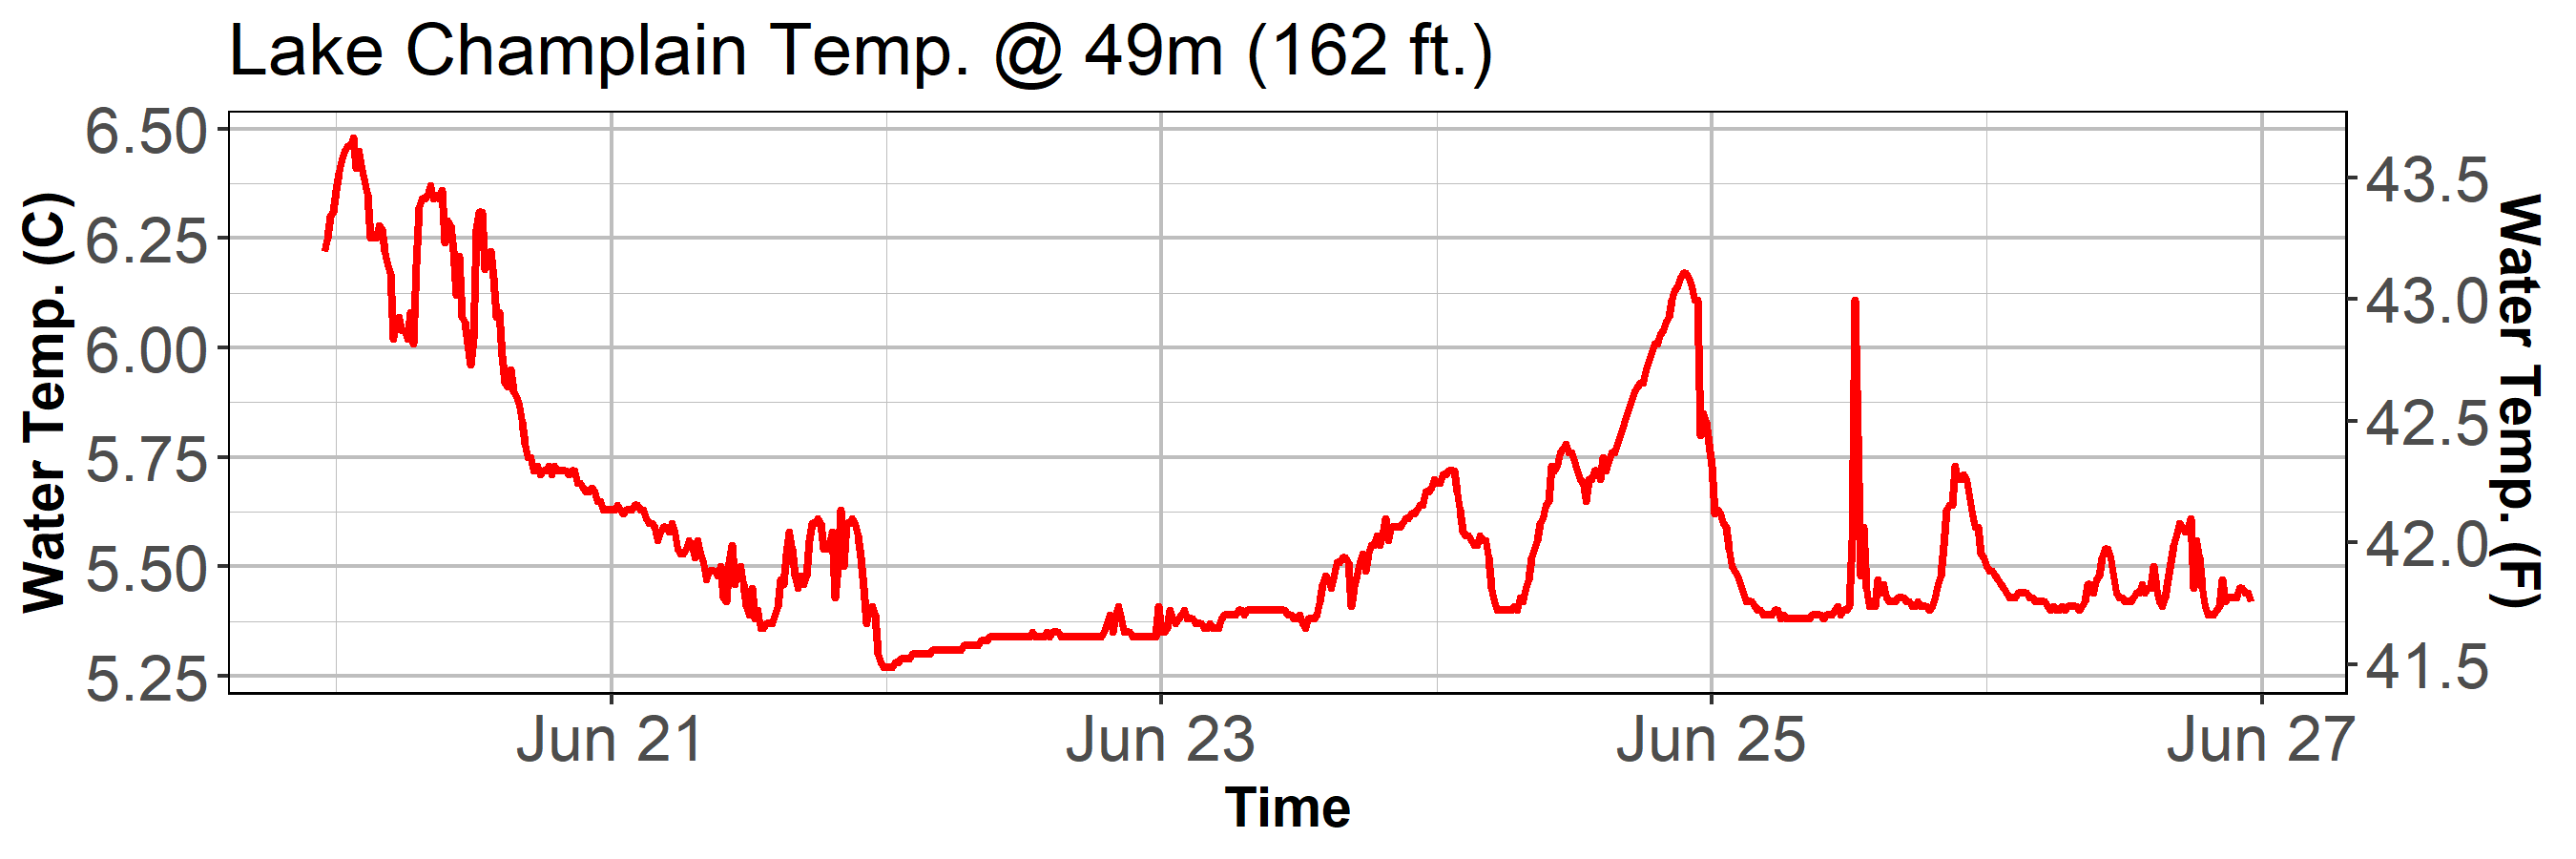 Lake Champlain Temp. @ 49m (162 ft.)
Water Temp. (C)
6.50
6.25
6.00
5.75
5.50
5.25
43.5
43.0
42.5
42.0
41.5
Water Temp. (F)
Jun 21 Jun 23 Jun 25 Jun 27
Time